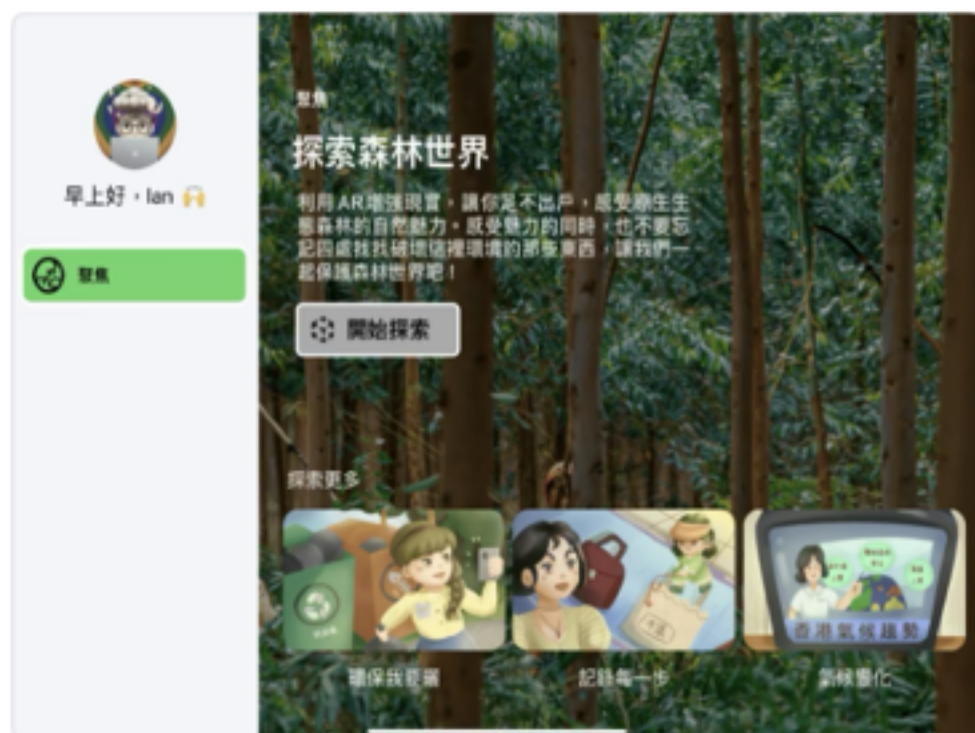 早上好，Ian
聚焦
聚焦
探索森林世界
利用AR增強現實，讓你足不出戶，感受原生生
態森林的自然魅力。感受魅力的同時，也不要忘
記四處找找破壞這裡環境的那些東西，讓我們一
起保護森林世界吧！
開始探索
探索更多
香港氣候趨勢
環保我要曬
記錄每一步
氣候變化